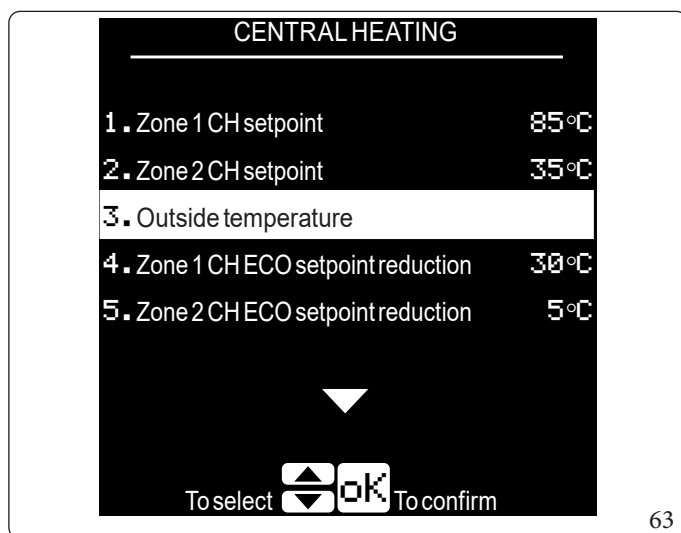 CENTRAL HEATING
1. Zone 1 CH setpoint 85°C
2. Zone 2 CH setpoint 35°C
3. Outside temperature
4. Zone 1 CH ECO setpoint reduction 30°C
5. Zone 2 CH ECO setpoint reduction 5°C
To select oK To confirm
63